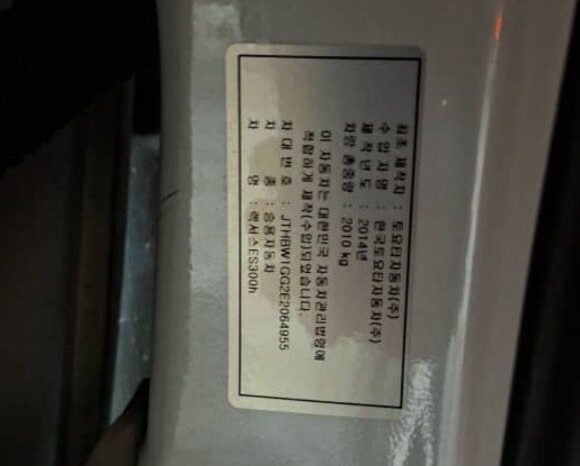 최초 제작자 : 토요타자동차(주)
수입자명 : 한국토요타자동차(주)
제작년도 : 2014년
차량 총중량 : 2010 kg
이 자동차는 대한민국 자동차관리법령에
적합하게 제작(수입)되었습니다.
차대번호 : JTHBW1GG2E2064955
차 종 : 승용자동차
차 명 : 렉서스ES300h